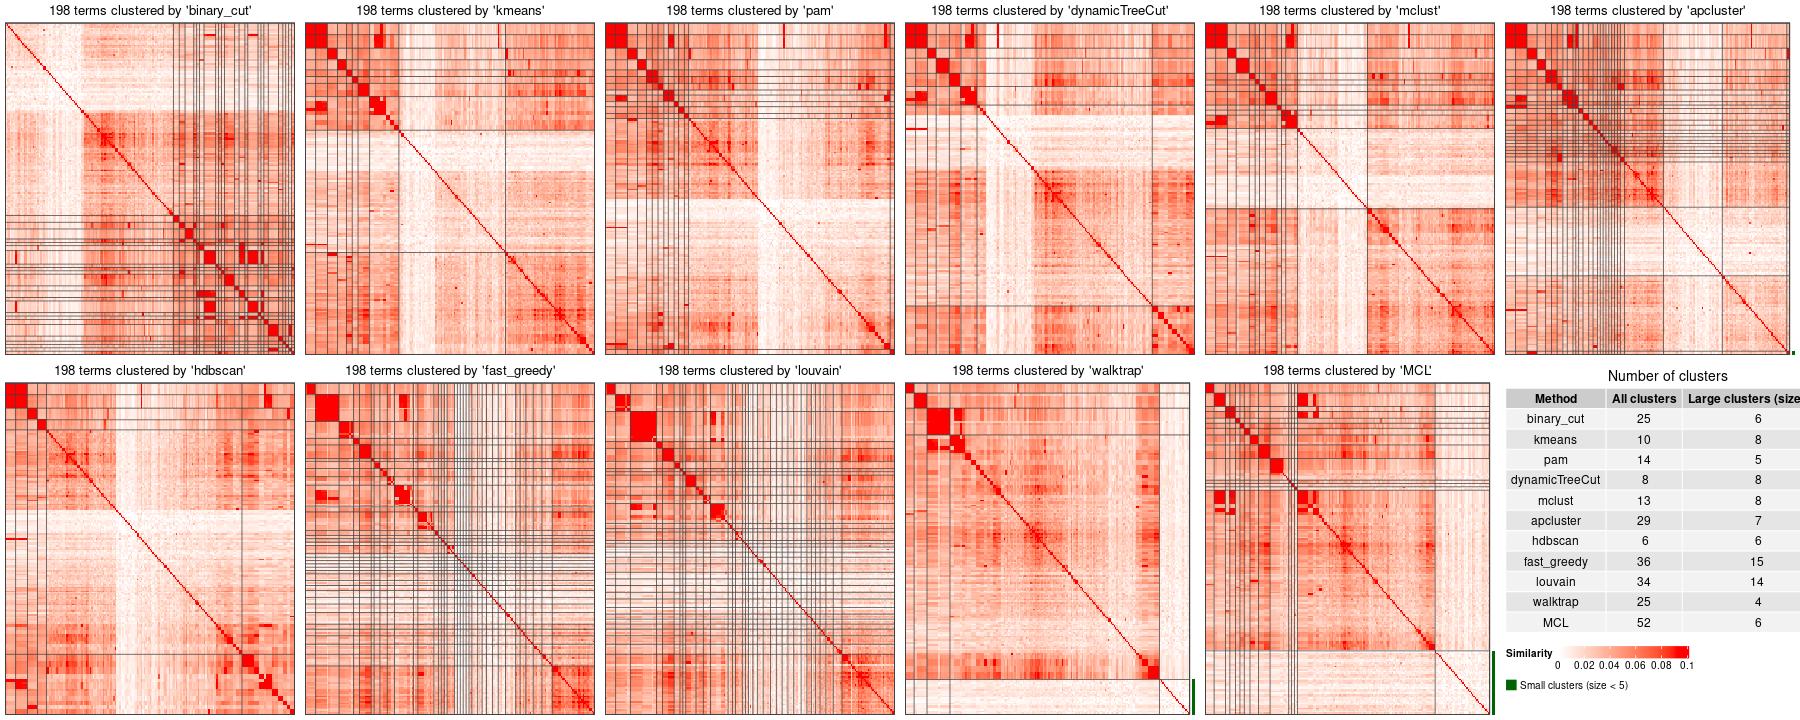 198 terms clustered by 'binary_cut'
198 terms clustered by 'kmeans'
198 terms clustered by 'pam'
198 terms clustered by 'dynamicTreeCut'
198 terms clustered by 'mclust'
198 terms clustered by 'apcluster'
198 terms clustered by 'hdbscan'
198 terms clustered by 'fast_greedy'
198 terms clustered by 'louvain'
198 terms clustered by 'walktrap'
198 terms clustered by 'MCL'
Number of clusters
Method All clusters Large clusters (size
binary_cut 25 6
kmeans 10 8
pam 14 5
dynamicTreeCut 8 8
mclust 13 8
apcluster 29 7
hdbscan 6 6
fast_greedy 36 15
louvain 34 14
walktrap 25 4
MCL 52 6
Similarity
0 0.02 0.04 0.06 0.08 0.1
Small clusters (size < 5)